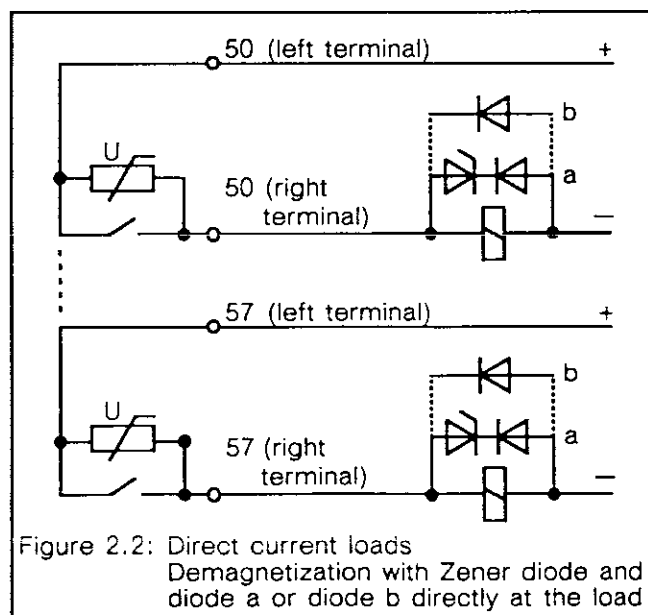 50 (left terminal)
+
b
U
a
50 (right
terminal)
—
57 (left terminal)
+
b
U
a
57 (right
terminal)
—
Figure 2.2: Direct current loads
Demagnetization with Zener diode and
diode a or diode b directly at the load